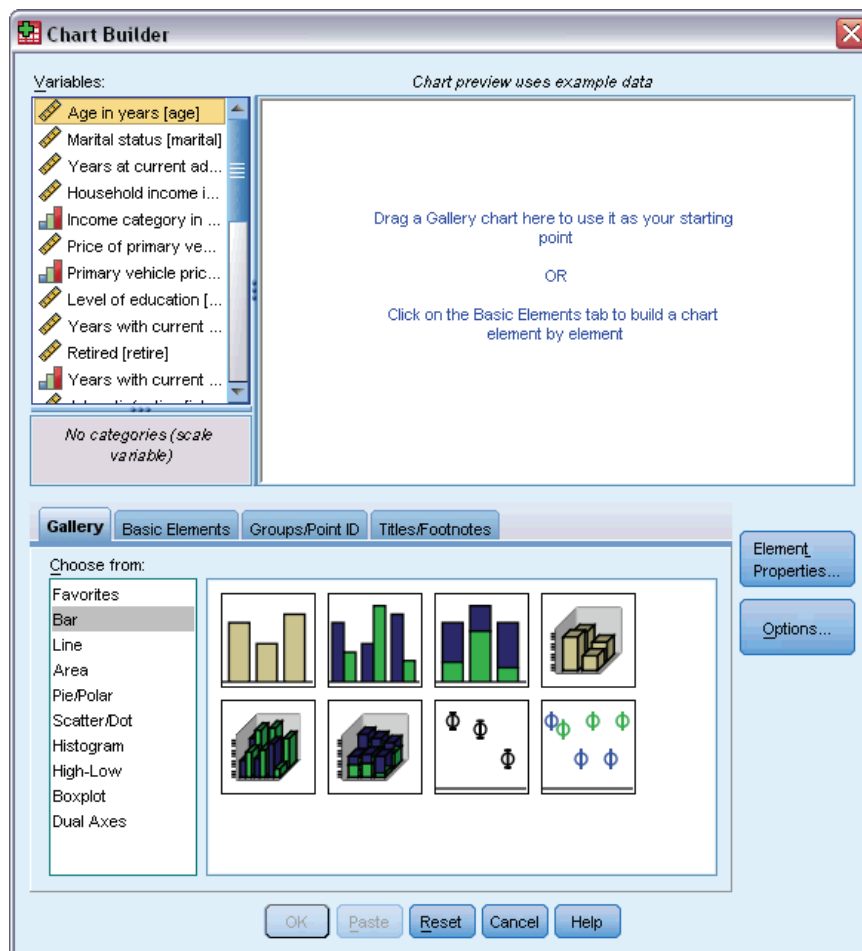 Chart Builder
Variables:
Chart preview uses example data
Age in years [age]
Marital status [marital]
Years at current ad...
Household income i...
Income category in ...
Price of primary ve...
Primary vehicle pric...
Level of education [...
Years with current ...
Retired [retire]
Years with current ...
No categories (scale
variable)
Drag a Gallery chart here to use it as your starting
point
OR
Click on the Basic Elements tab to build a chart
element by element
Gallery
Basic Elements
Groups/Point ID
Titles/Footnotes
Choose from:
Favorites
Bar
Line
Area
Pie/Polar
Scatter/Dot
Histogram
High-Low
Boxplot
Dual Axes
Element
Properties...
Options...
OK
Paste
Reset
Cancel
Help